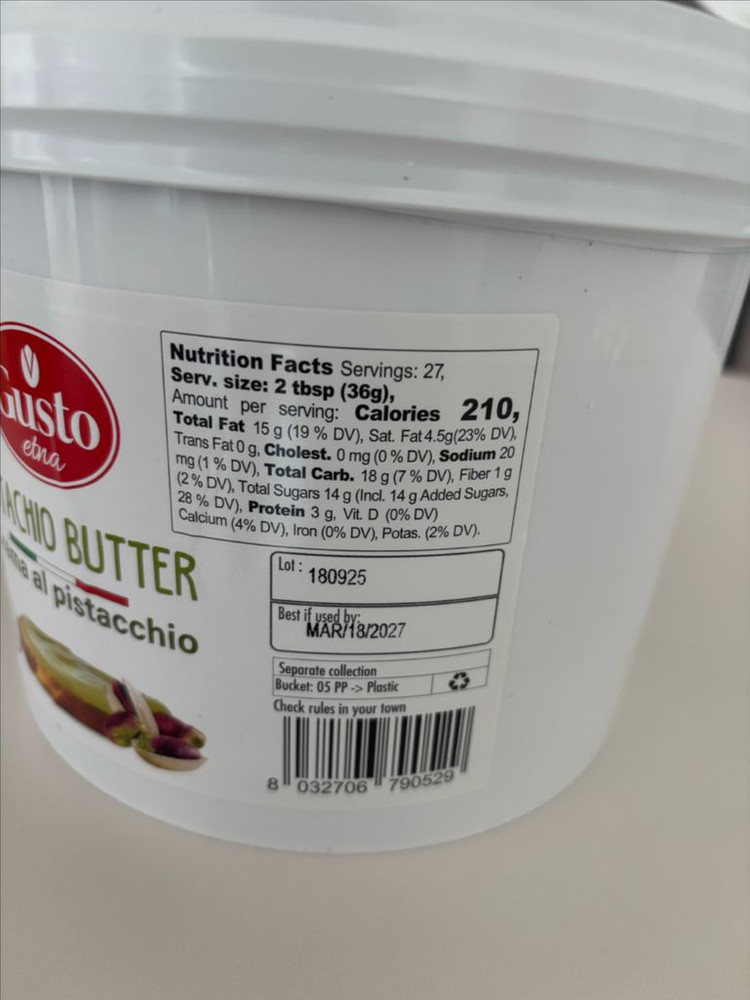 Gusto
etna
BUTTER
al pistacchio
Nutrition Facts Servings: 27,
Serv. size: 2 tbsp (36g),
Amount per serving: Calories 210,
Total Fat 15 g (19 % DV), Sat. Fat 4.5g(23% DV),
Trans Fat 0 g, Cholest. 0 mg (0 % DV), Sodium 20
mg (1 % DV), Total Carb. 18 g (7 % DV), Fiber 1 g
(2 % DV), Total Sugars 14 g (Incl. 14 g Added Sugars,
28 % DV), Protein 3 g, Vit. D (0% DV)
Calcium (4% DV), Iron (0% DV), Potas. (2% DV).
Lot : 180925
Best if used by:
MAR/18/2027
Separate collection
Bucket: 05 PP -> Plastic
Check rules in your town
8 032706 790529